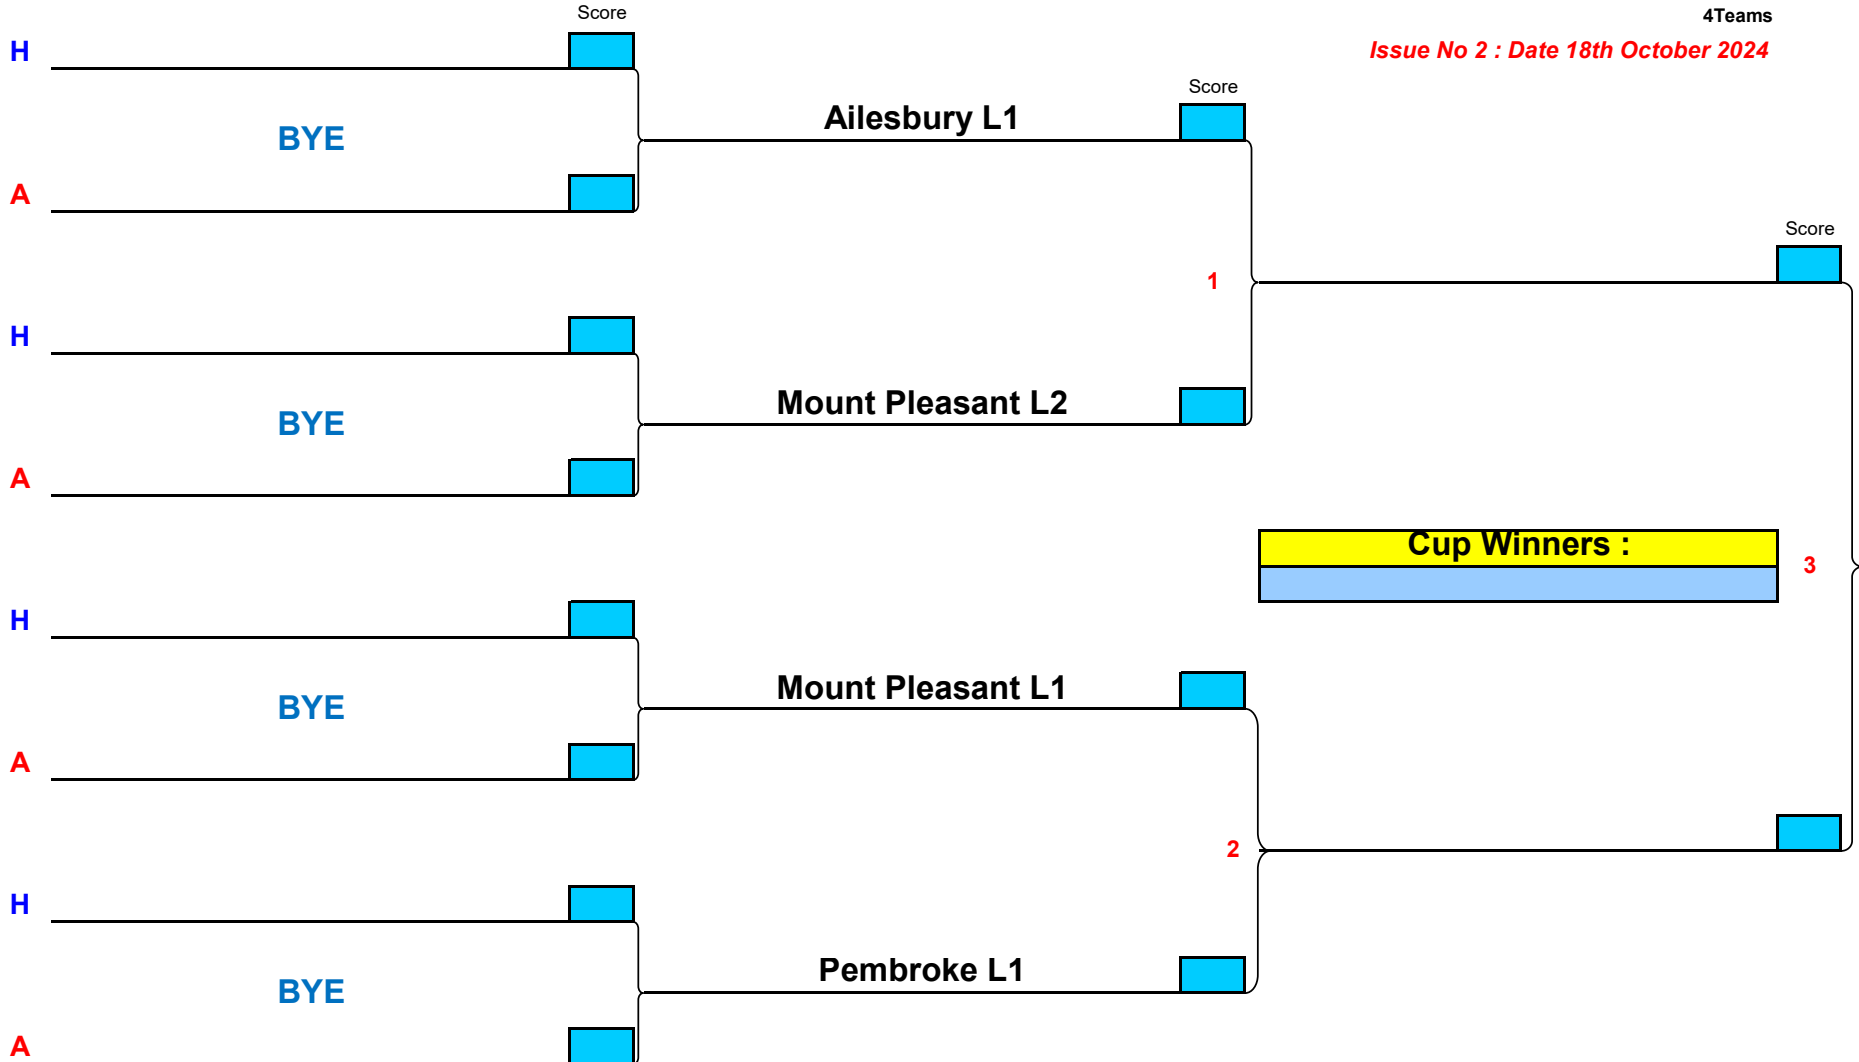 Score
4Teams
H
Issue No 2 : Date 18th October 2024
Score
Ailesbury L1
BYE
A
Score
1
H
Mount Pleasant L2
BYE
A
Cup Winners :
3
H
Mount Pleasant L1
BYE
A
2
H
Pembroke L1
BYE
A